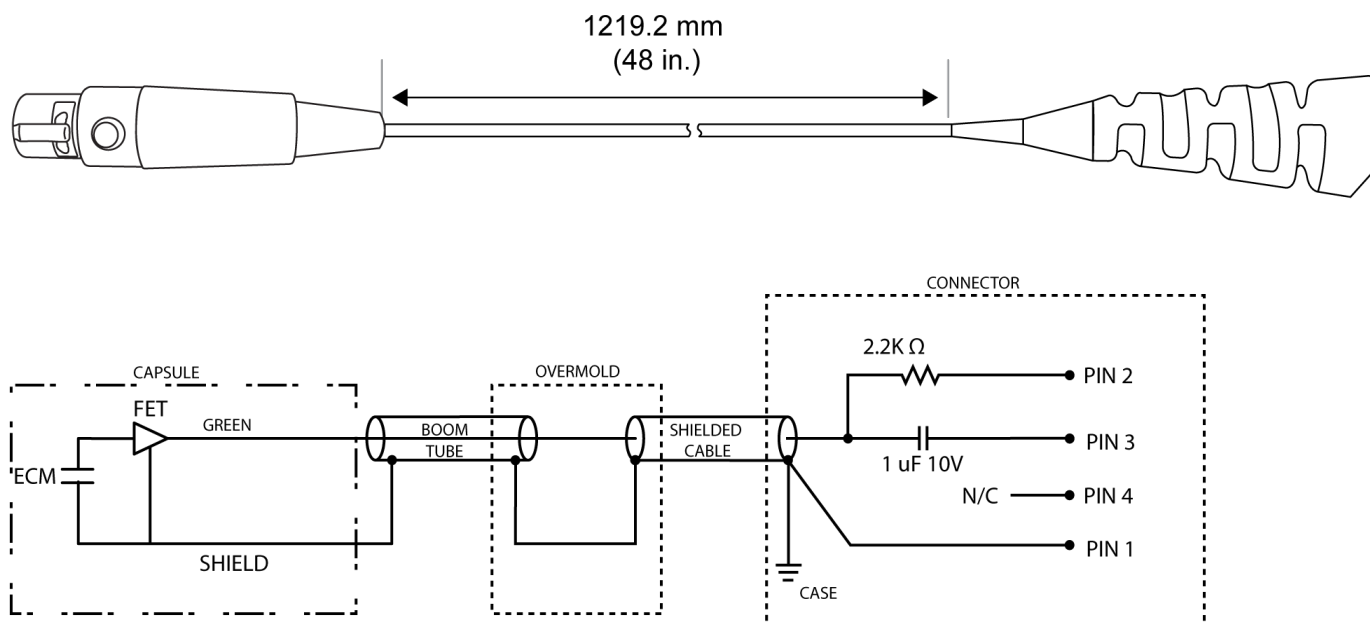 1219.2 mm
(48 in.)
CONNECTOR
2.2K Ω
CAPSULE
OVERMOLD
PIN 2
FET
GREEN
BOOM
TUBE
SHIELDED
CABLE
PIN 3
1 uF 10V
ECM
N/C
PIN 4
SHIELD
PIN 1
CASE